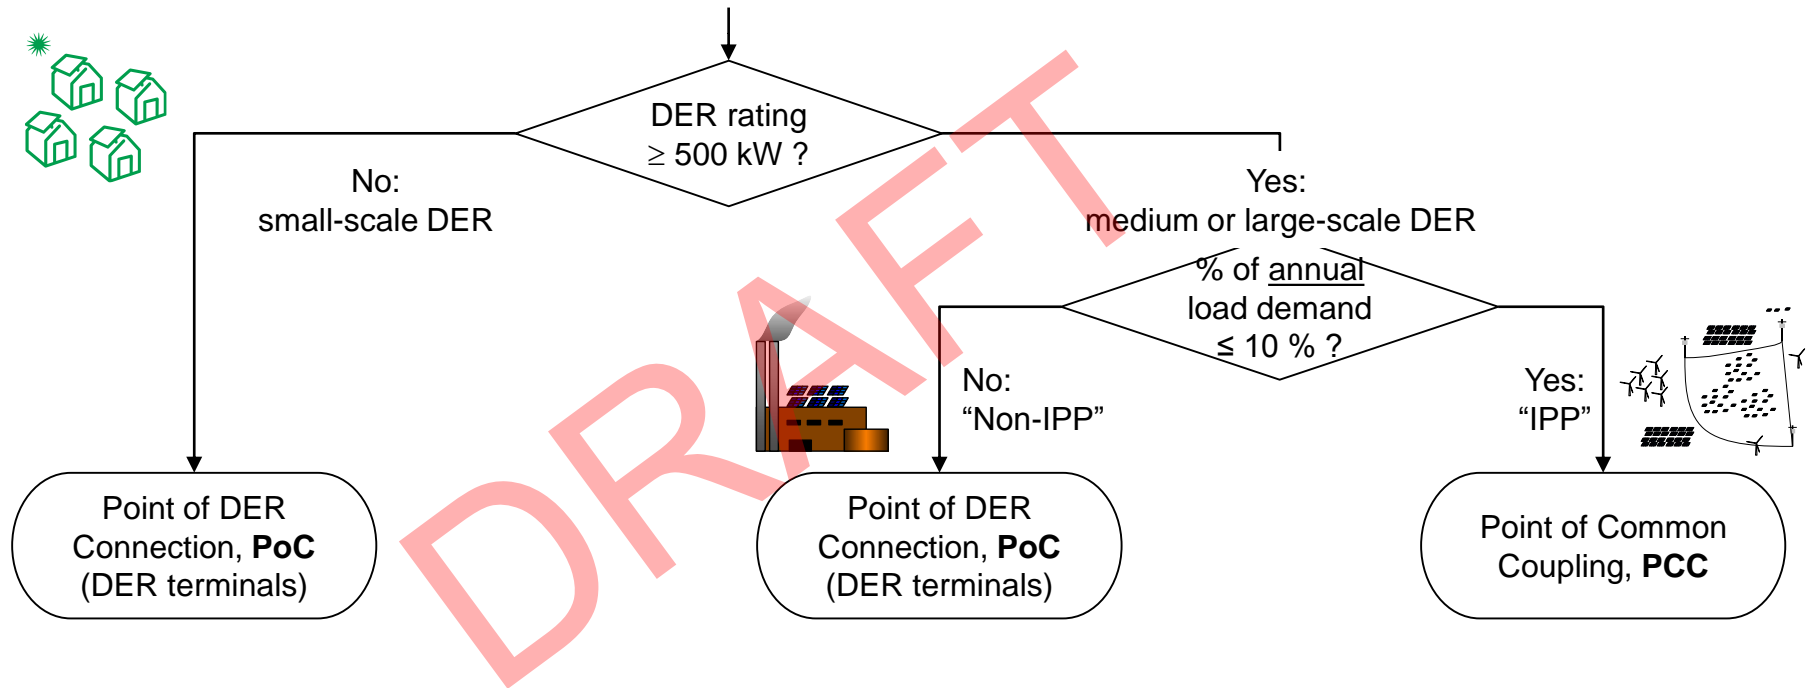 DER rating
≥ 500 kW ?
No:
small-scale DER
Yes:
medium or large-scale DER
% of annual
load demand
≤ 10 % ?
No:
“Non-IPP”
Yes:
“IPP”
Point of DER
Connection, PoC
(DER terminals)
Point of DER
Connection, PoC
(DER terminals)
Point of Common
Coupling, PCC
DRAFT